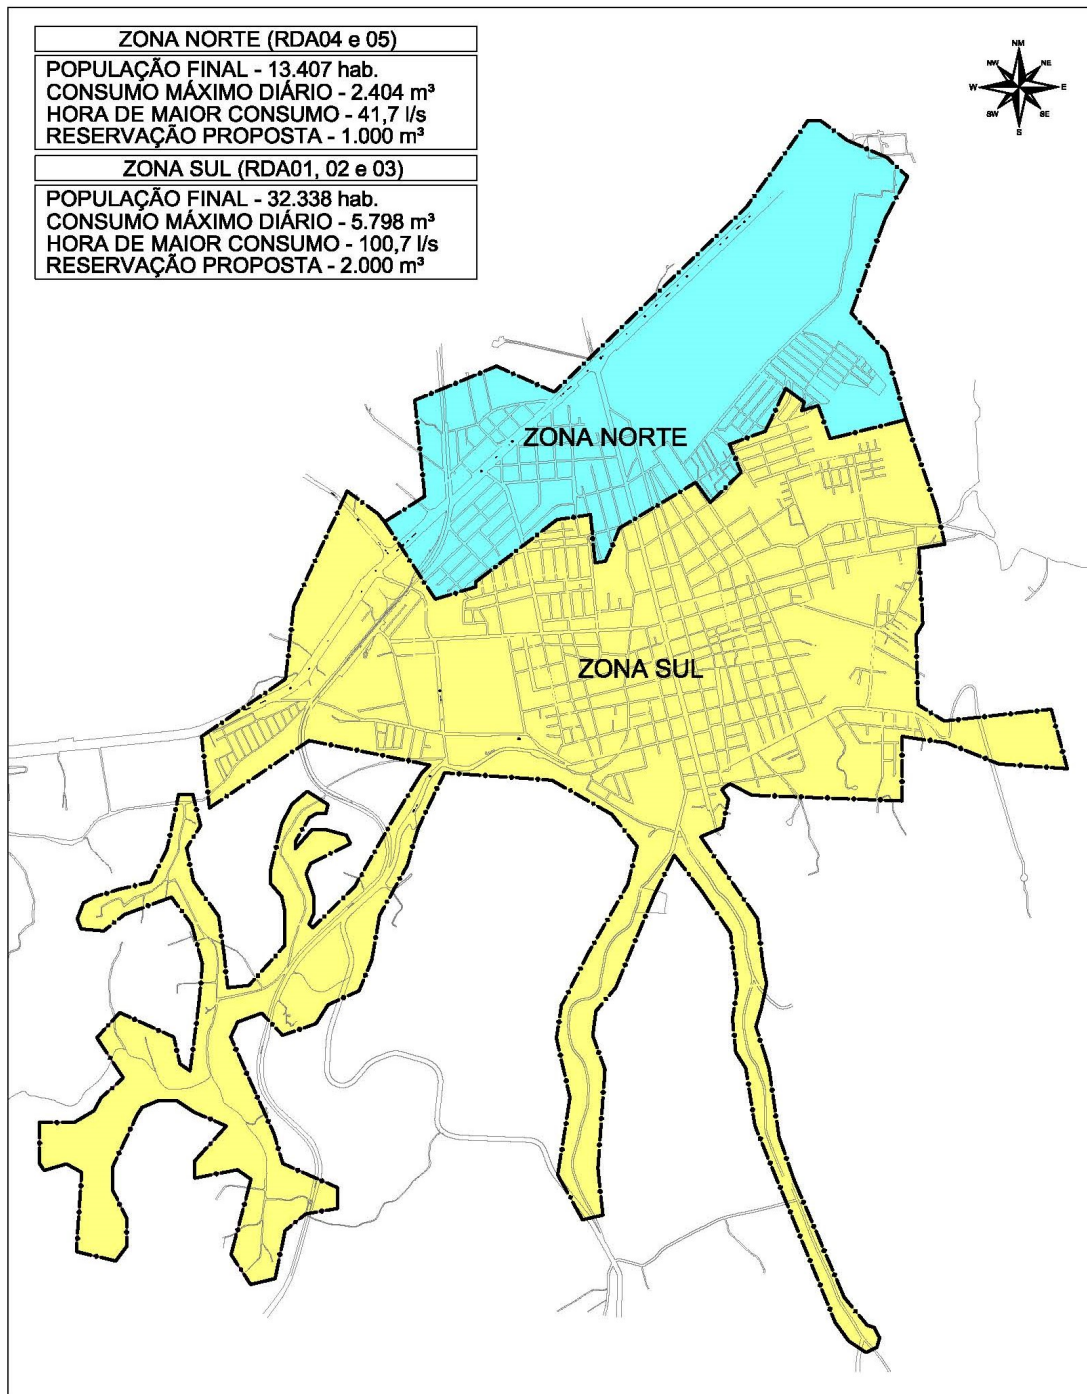 ZONA NORTE (RDA04 e 05)
POPULAÇÃO FINAL - 13.407 hab.
CONSUMO MÁXIMO DIÁRIO - 2.404 m³
HORA DE MAIOR CONSUMO - 41,7 l/s
RESERVAÇÃO PROPOSTA - 1.000 m³
ZONA SUL (RDA01, 02 e 03)
POPULAÇÃO FINAL - 32.338 hab.
CONSUMO MÁXIMO DIÁRIO - 5.798 m³
HORA DE MAIOR CONSUMO - 100,7 l/s
RESERVAÇÃO PROPOSTA - 2.000 m³
NM
NW NE
W E
SW SE
S
ZONA NORTE
ZONA SUL